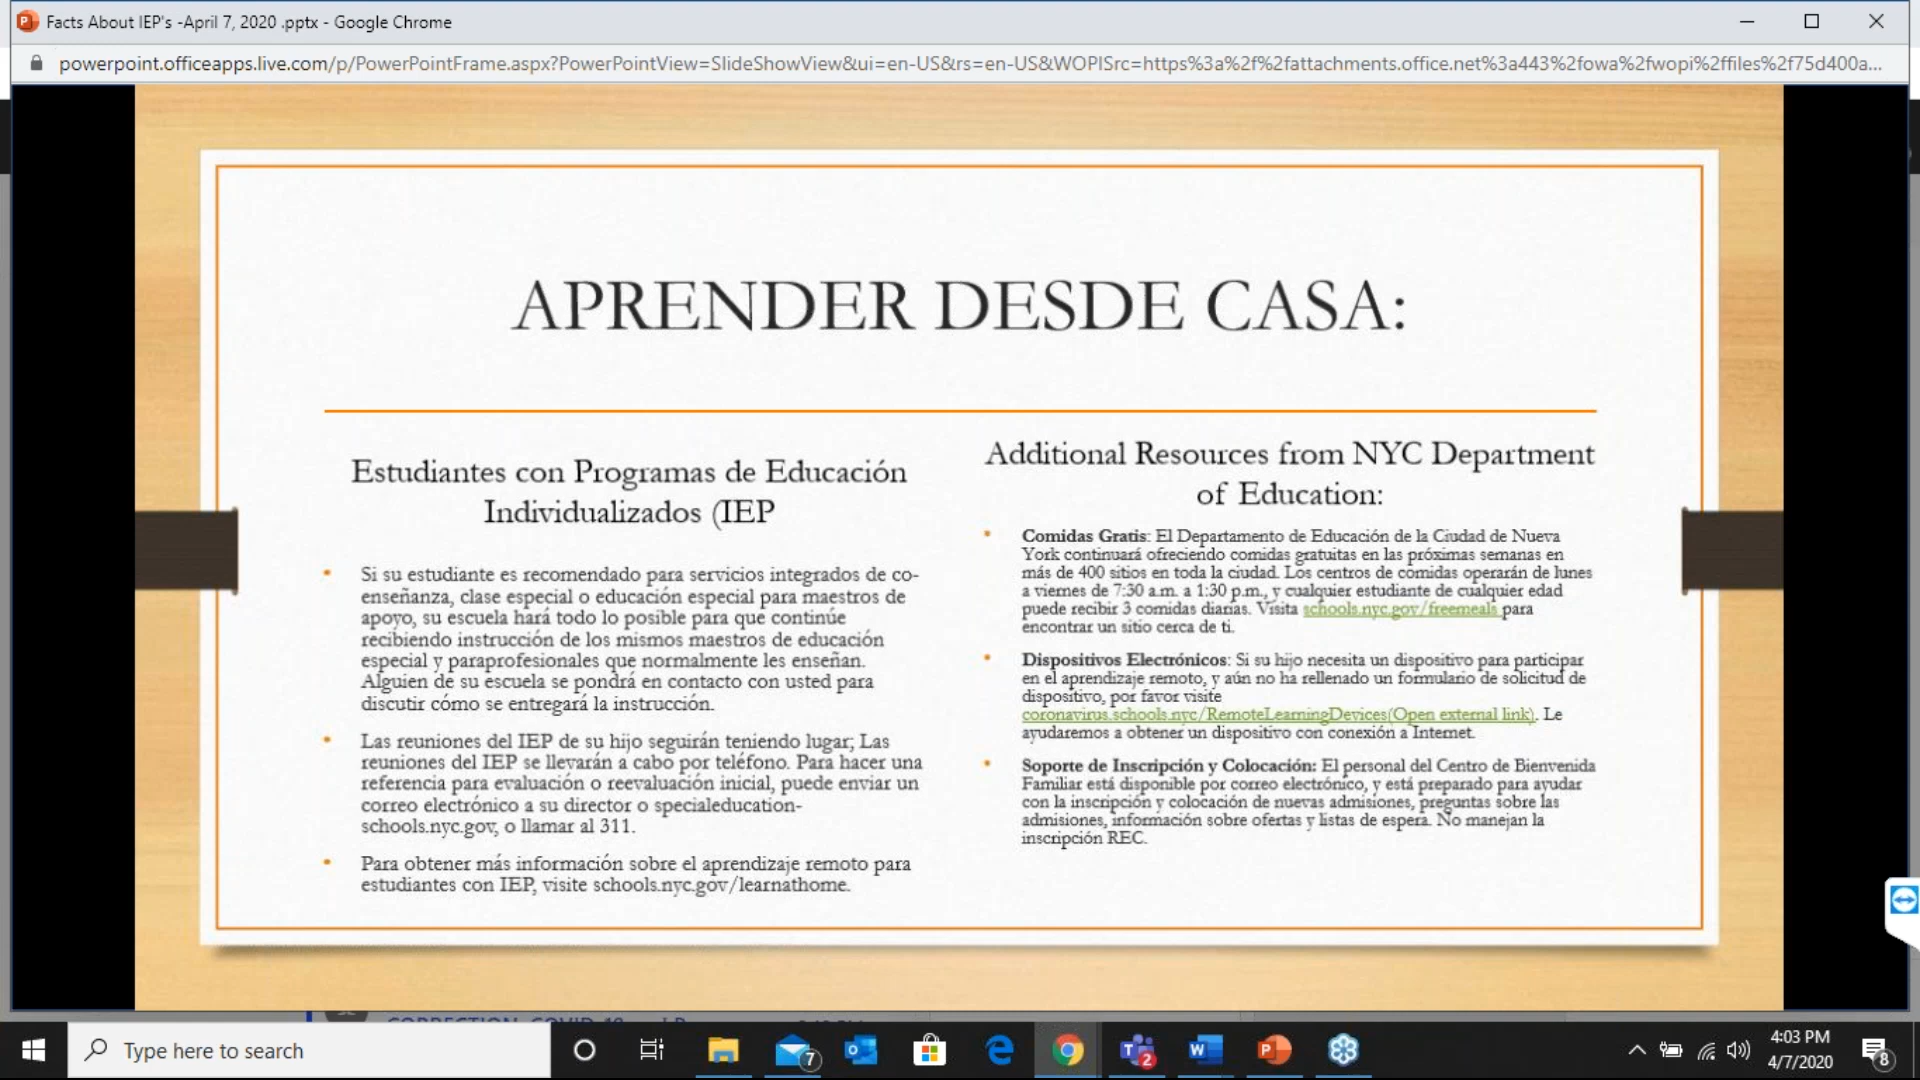 Facts About IEP's -April 7, 2020 .pptx - Google Chrome
powerpoint.officeapps.live.com/p/PowerPointFrame.aspx?PowerPointView=SlideShowView&ui=en-US&rs=en-US&WOPISrc=https%3a%2f%2fattachments.office.net%3a443%2fowa%2fwopi%2ffiles%2f75d400a...
APRENDER DESDE CASA:
Estudiantes con Programas de Educación
Individualizados (IEP
• Si su estudiante es recomendado para servicios integrados de co-
enseñanza, clase especial o educación especial para maestros de
apoyo, su escuela hará todo lo posible para que continúe
recibiendo instrucción de los mismos maestros de educación
especial y paraprofesionales que normalmente les enseñan.
Alguien de su escuela se pondrá en contacto con usted para
discutir cómo se entregará la instrucción.
• Las reuniones del IEP de su hijo seguirán teniendo lugar; Las
reuniones del IEP se llevarán a cabo por teléfono. Para hacer una
referencia para evaluación o reevaluación inicial, puede enviar un
correo electrónico a su director o specialeducation-
schools.nyc.gov, o llamar al 311.
• Para obtener más información sobre el aprendizaje remoto para
estudiantes con IEP, visite schools.nyc.gov/learnathome.
Additional Resources from NYC Department
of Education:
• Comidas Gratis: El Departamento de Educación de la Ciudad de Nueva
York continuará ofreciendo comidas gratuitas en las próximas semanas en
más de 400 sitios en toda la ciudad. Los centros de comidas operarán de lunes
a viernes de 7:30 a.m. a 1:30 p.m., y cualquier estudiante de cualquier edad
puede recibir 3 comidas diarias. Visita schools.nyc.gov/freemeals para
encontrar un sitio cerca de ti.
• Dispositivos Electrónicos: Si su hijo necesita un dispositivo para participar
en el aprendizaje remoto, y aún no ha rellenado un formulario de solicitud de
dispositivo, por favor visite
coronavirus.schools.nyc/RemoteLearningDevices(Open external link). Le
ayudaremos a obtener un dispositivo con conexión a Internet.
• Soporte de Inscripción y Colocación: El personal del Centro de Bienvenida
Familiar está disponible por correo electrónico, y está preparado para ayudar
con la inscripción y colocación de nuevas admisiones, preguntas sobre las
admisiones, información sobre ofertas y listas de espera. No manejan la
inscripción REC.
Type here to search
7
2
4:03 PM
4/7/2020
8